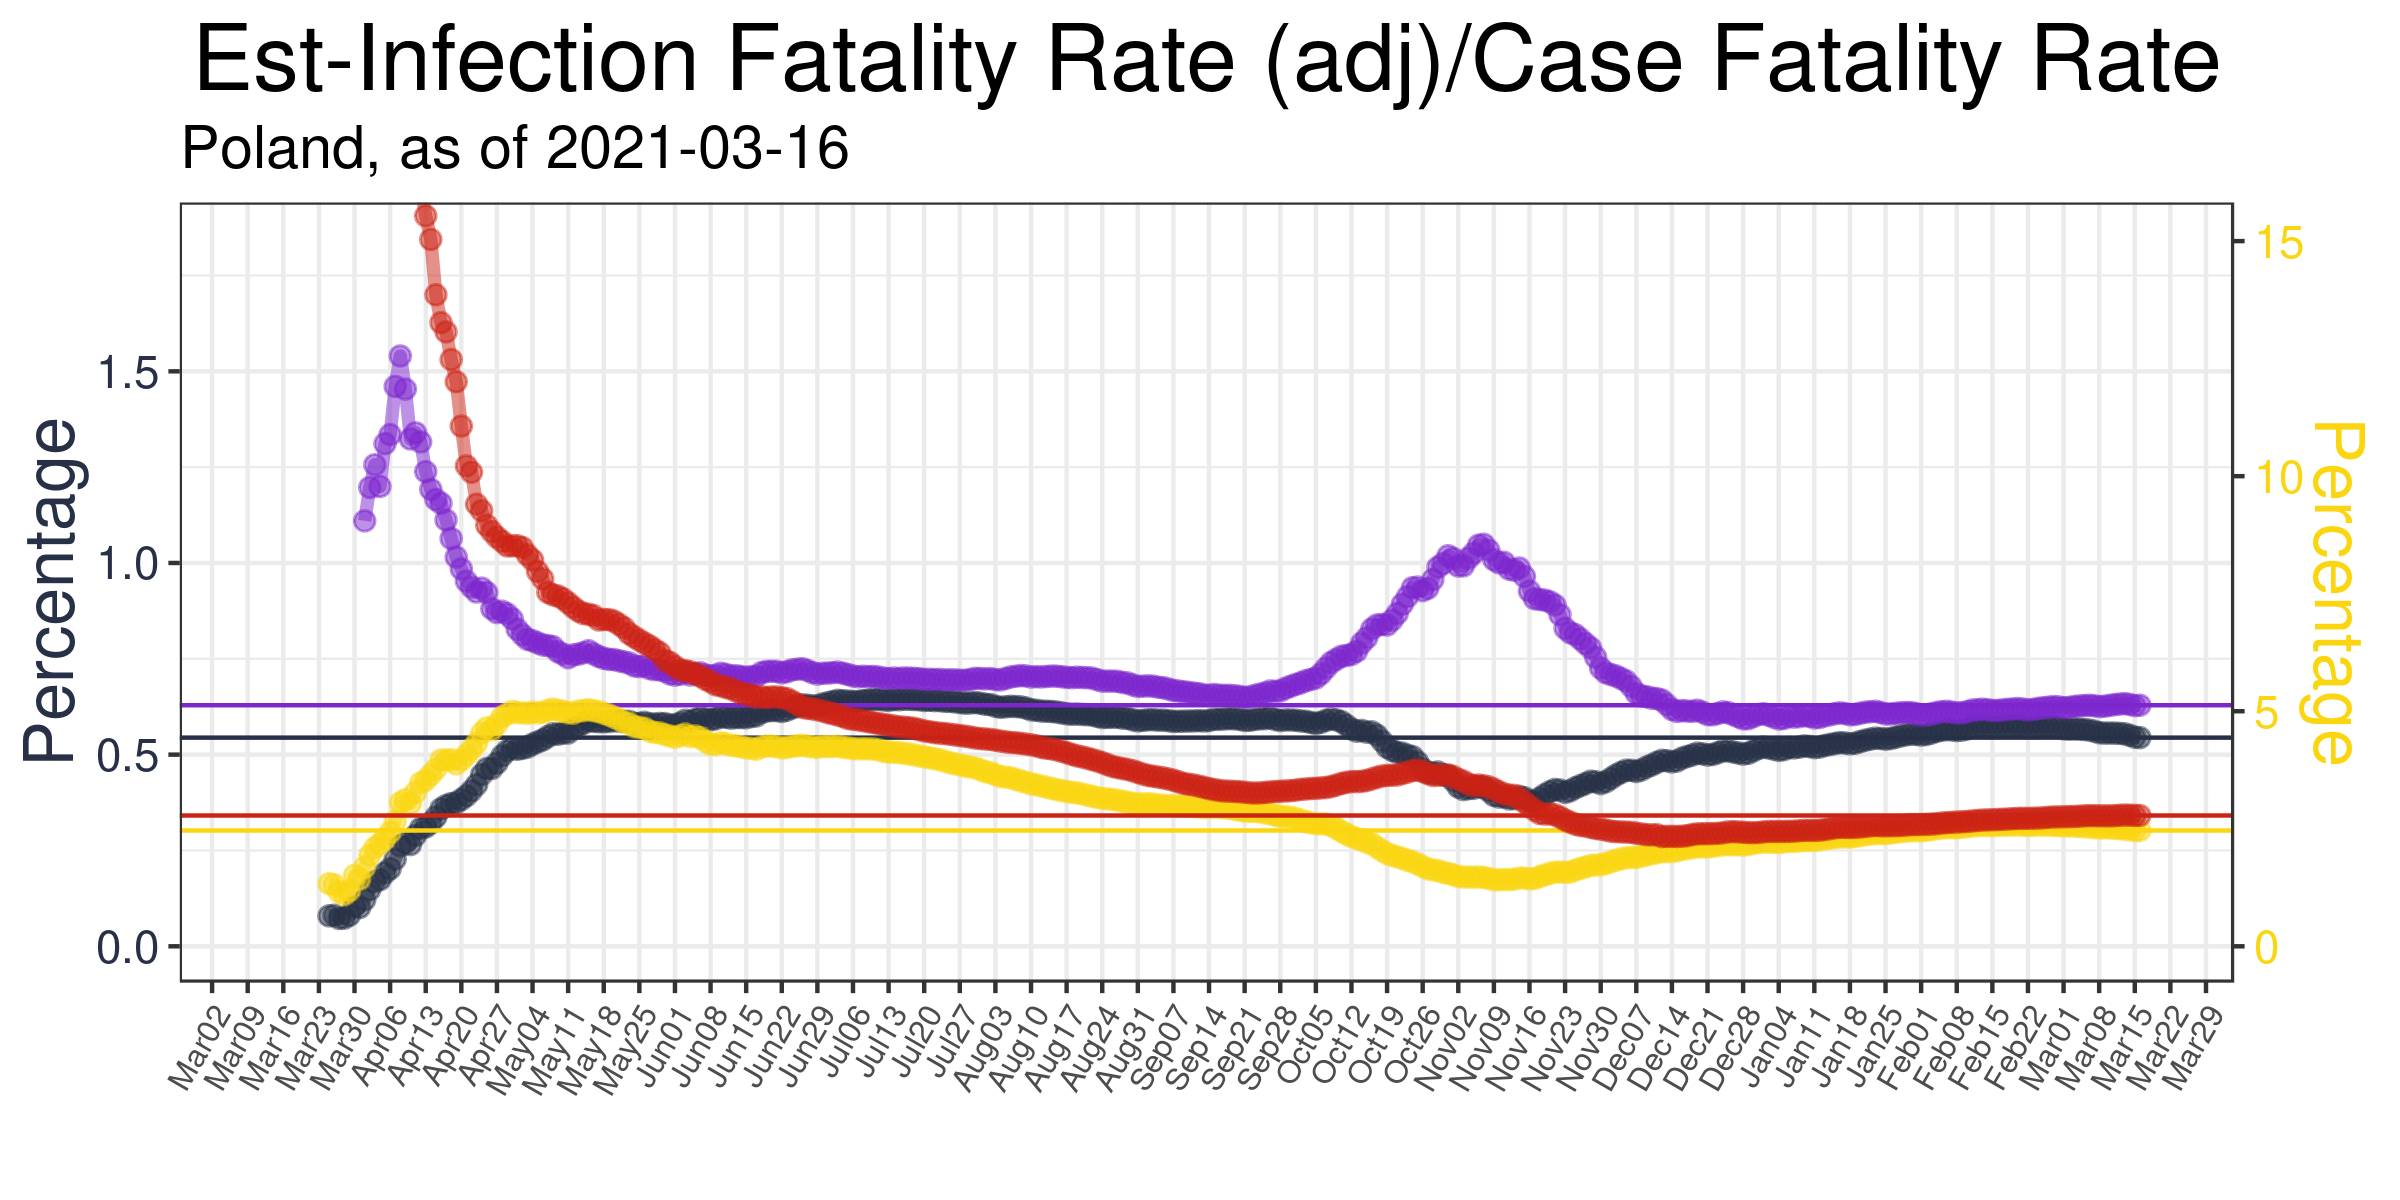 Est-Infection Fatality Rate (adj)/Case Fatality Rate
Poland, as of 2021-03-16
Percentage
1.5
1.0
0.5
0.0
15
10
5
0
Percentage
Mar02 Mar09 Mar16 Mar23 Mar30 Apr06 Apr13 Apr20 Apr27 May04 May11 May18 May25 Jun01 Jun08 Jun15 Jun22 Jun29 Jul06 Jul13 Jul20 Jul27 Aug03 Aug10 Aug17 Aug24 Aug31 Sep07 Sep14 Sep21 Sep28 Oct05 Oct12 Oct19 Oct26 Nov02 Nov09 Nov16 Nov23 Nov30 Dec07 Dec14 Dec21 Dec28 Jan04 Jan11 Jan18 Jan25 Feb01 Feb08 Feb15 Feb22 Mar01 Mar08 Mar15 Mar22 Mar29